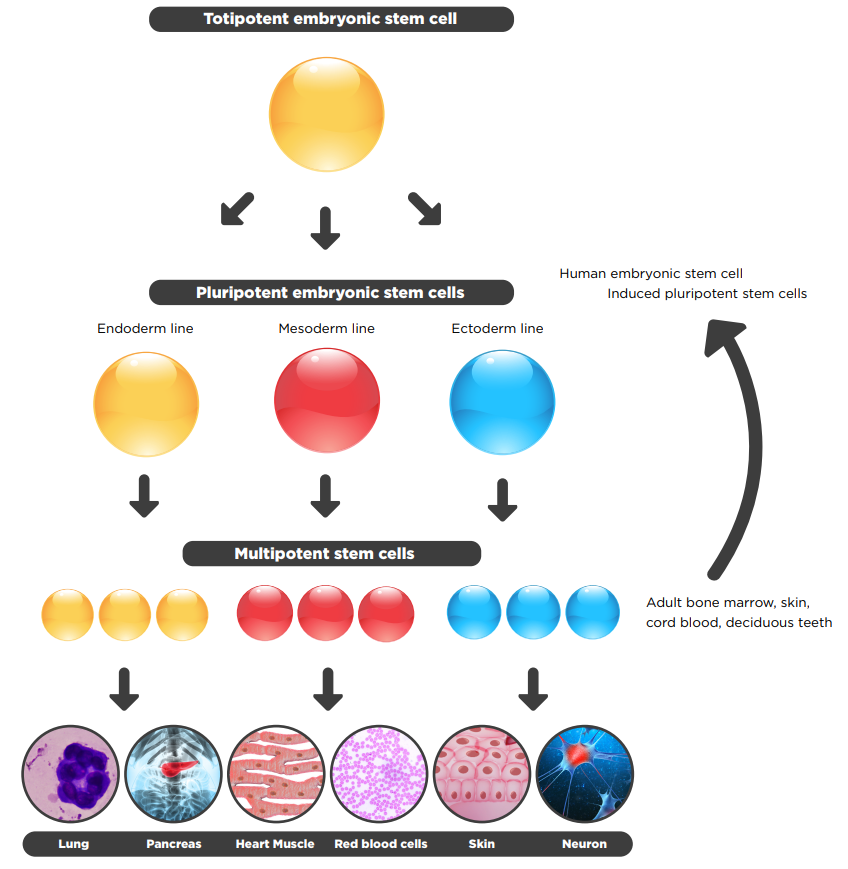 Totipotent embryonic stem cell
Human embryonic stem cell
Induced pluripotent stem cells
Pluripotent embryonic stem cells
Endoderm line
Mesoderm line
Ectoderm line
Multipotent stem cells
Adult bone marrow, skin,
cord blood, deciduous teeth
Lung Pancreas Heart Muscle Red blood cells Skin Neuron